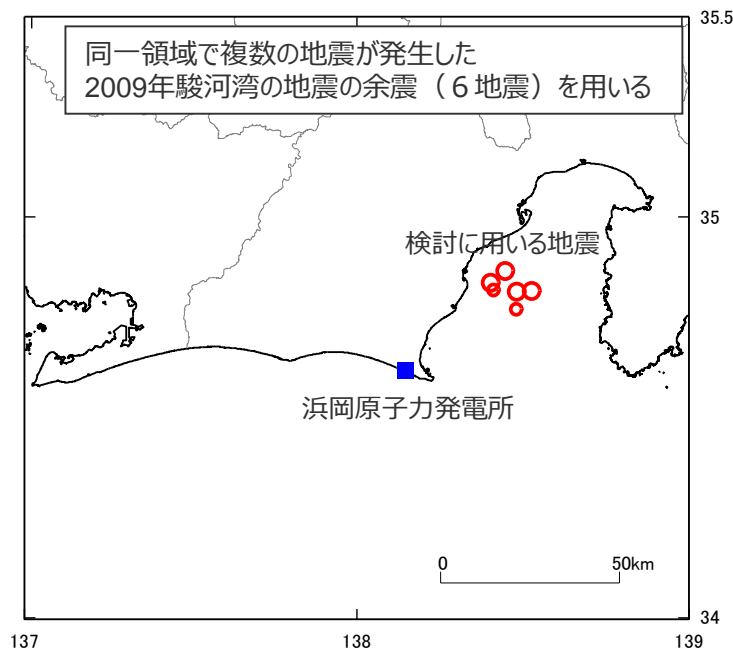 35.5
同一領域で複数の地震が発生した
2009年駿河湾の地震の余震（６地震）を用いる
35
検討に用いる地震
浜岡原子力発電所
0 50km
34
137 138 139